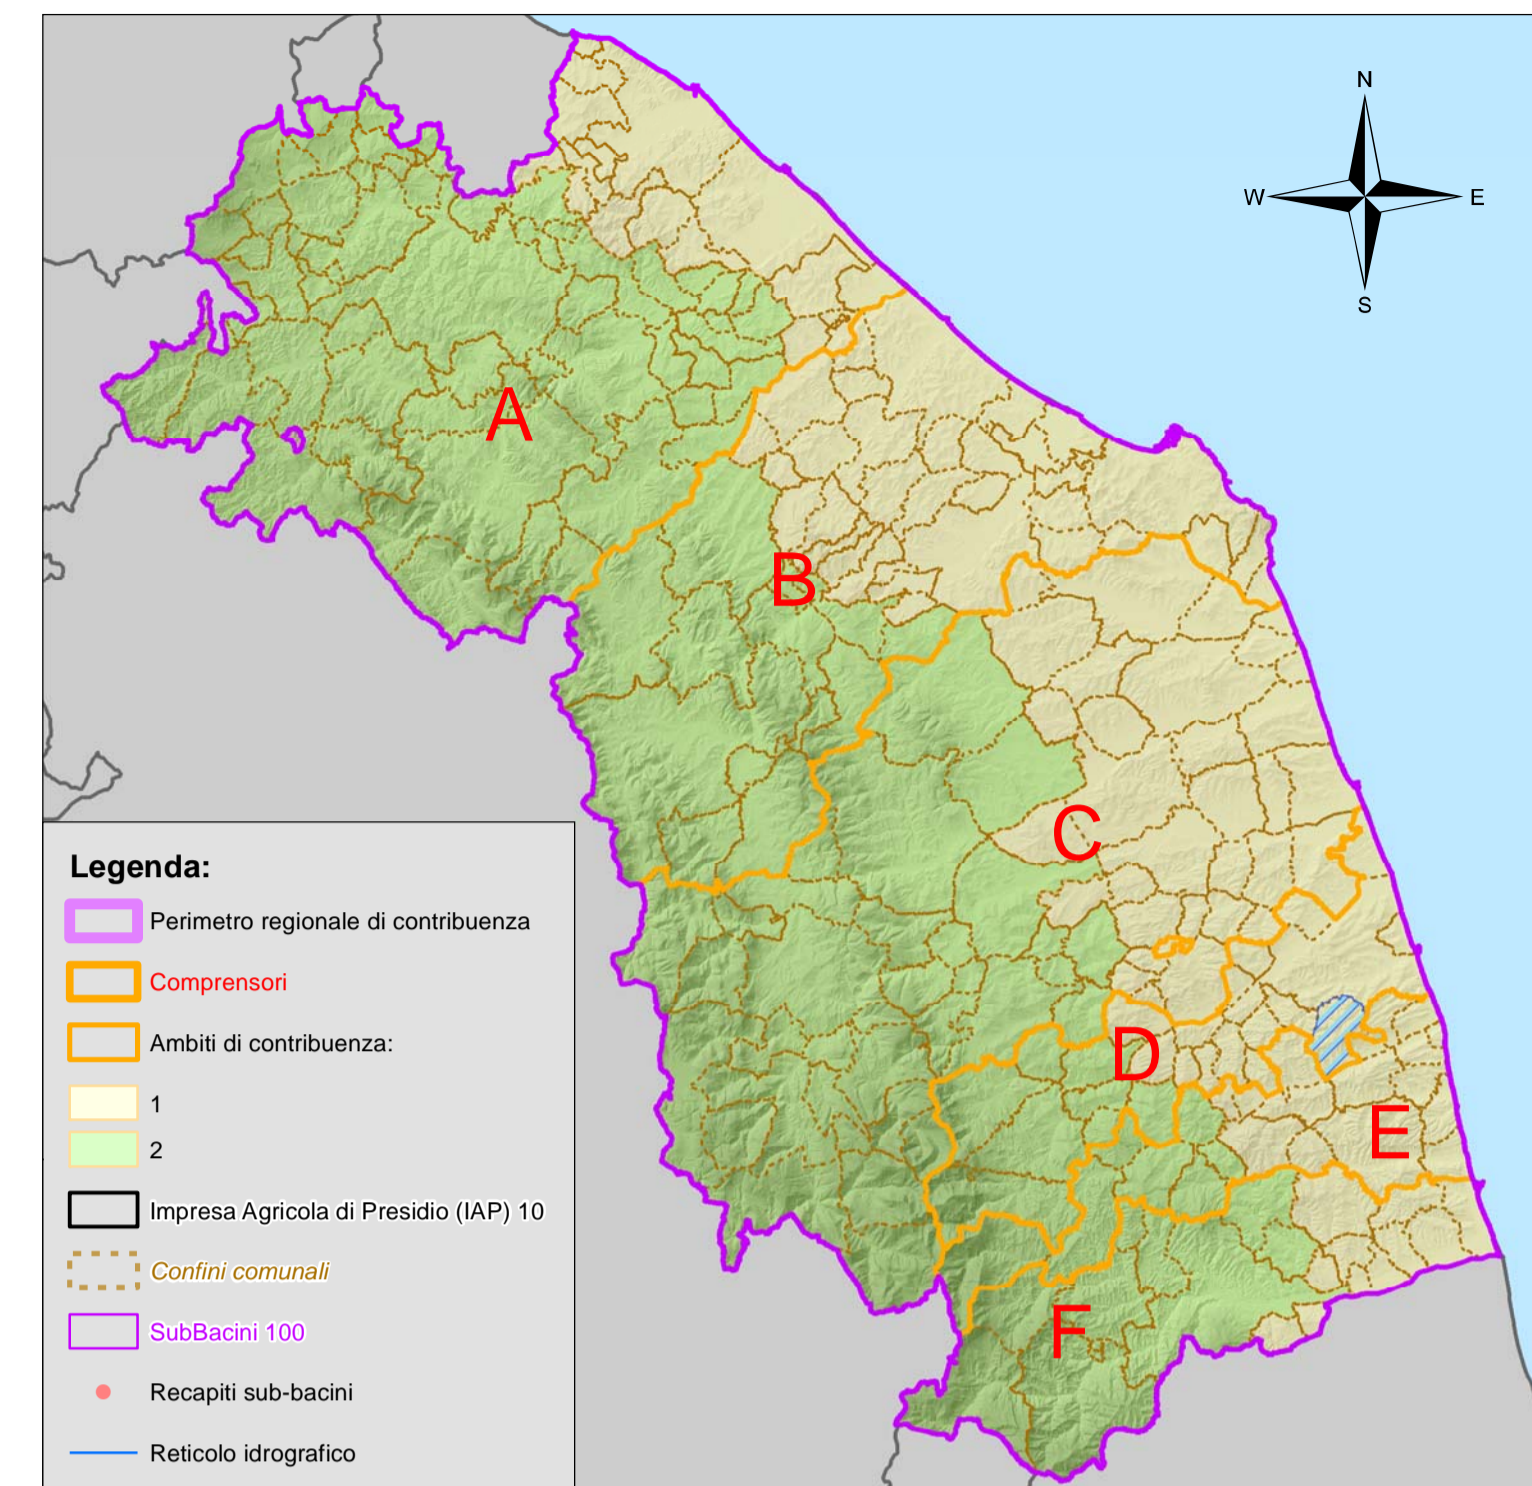 N
W
E
S
A
B
C
D
E
F
Legenda:
Perimetro regionale di contribuenza
Comprensori
Ambiti di contribuenza:
1
2
Impresa Agricola di Presidio (IAP) 10
Confini comunali
SubBacini 100
Recapiti sub-bacini
Reticolo idrografico